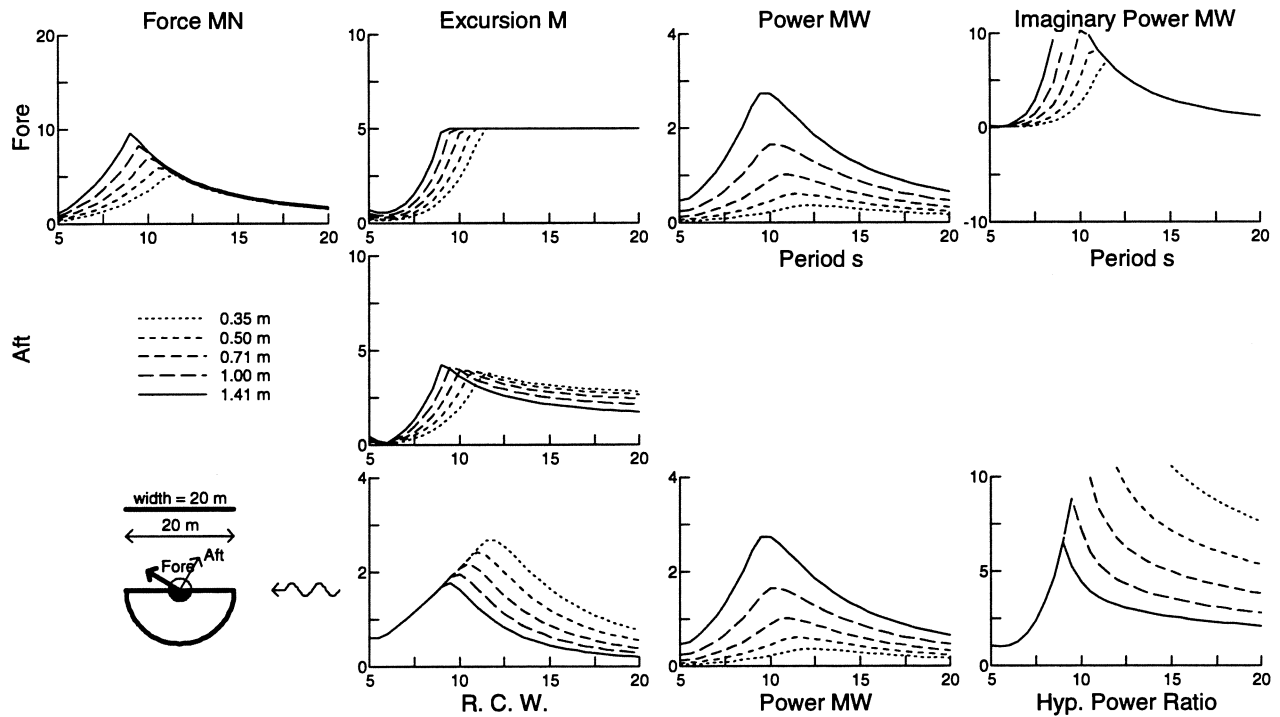 Force MN
Excursion M
Power MW
Imaginary Power MW
Fore
20
10
0
5
10
15
20
10
5
0
5
10
15
20
4
2
0
5
10
15
20
Period s
10
0
-10
5
10
15
20
Period s
Aft
0.35 m
0.50 m
0.71 m
1.00 m
1.41 m
10
5
0
5
10
15
20
width = 20 m
20 m
Fore
Aft
4
2
0
5
10
15
20
R. C. W.
4
2
0
5
10
15
20
Power MW
10
5
0
5
10
15
20
Hyp. Power Ratio